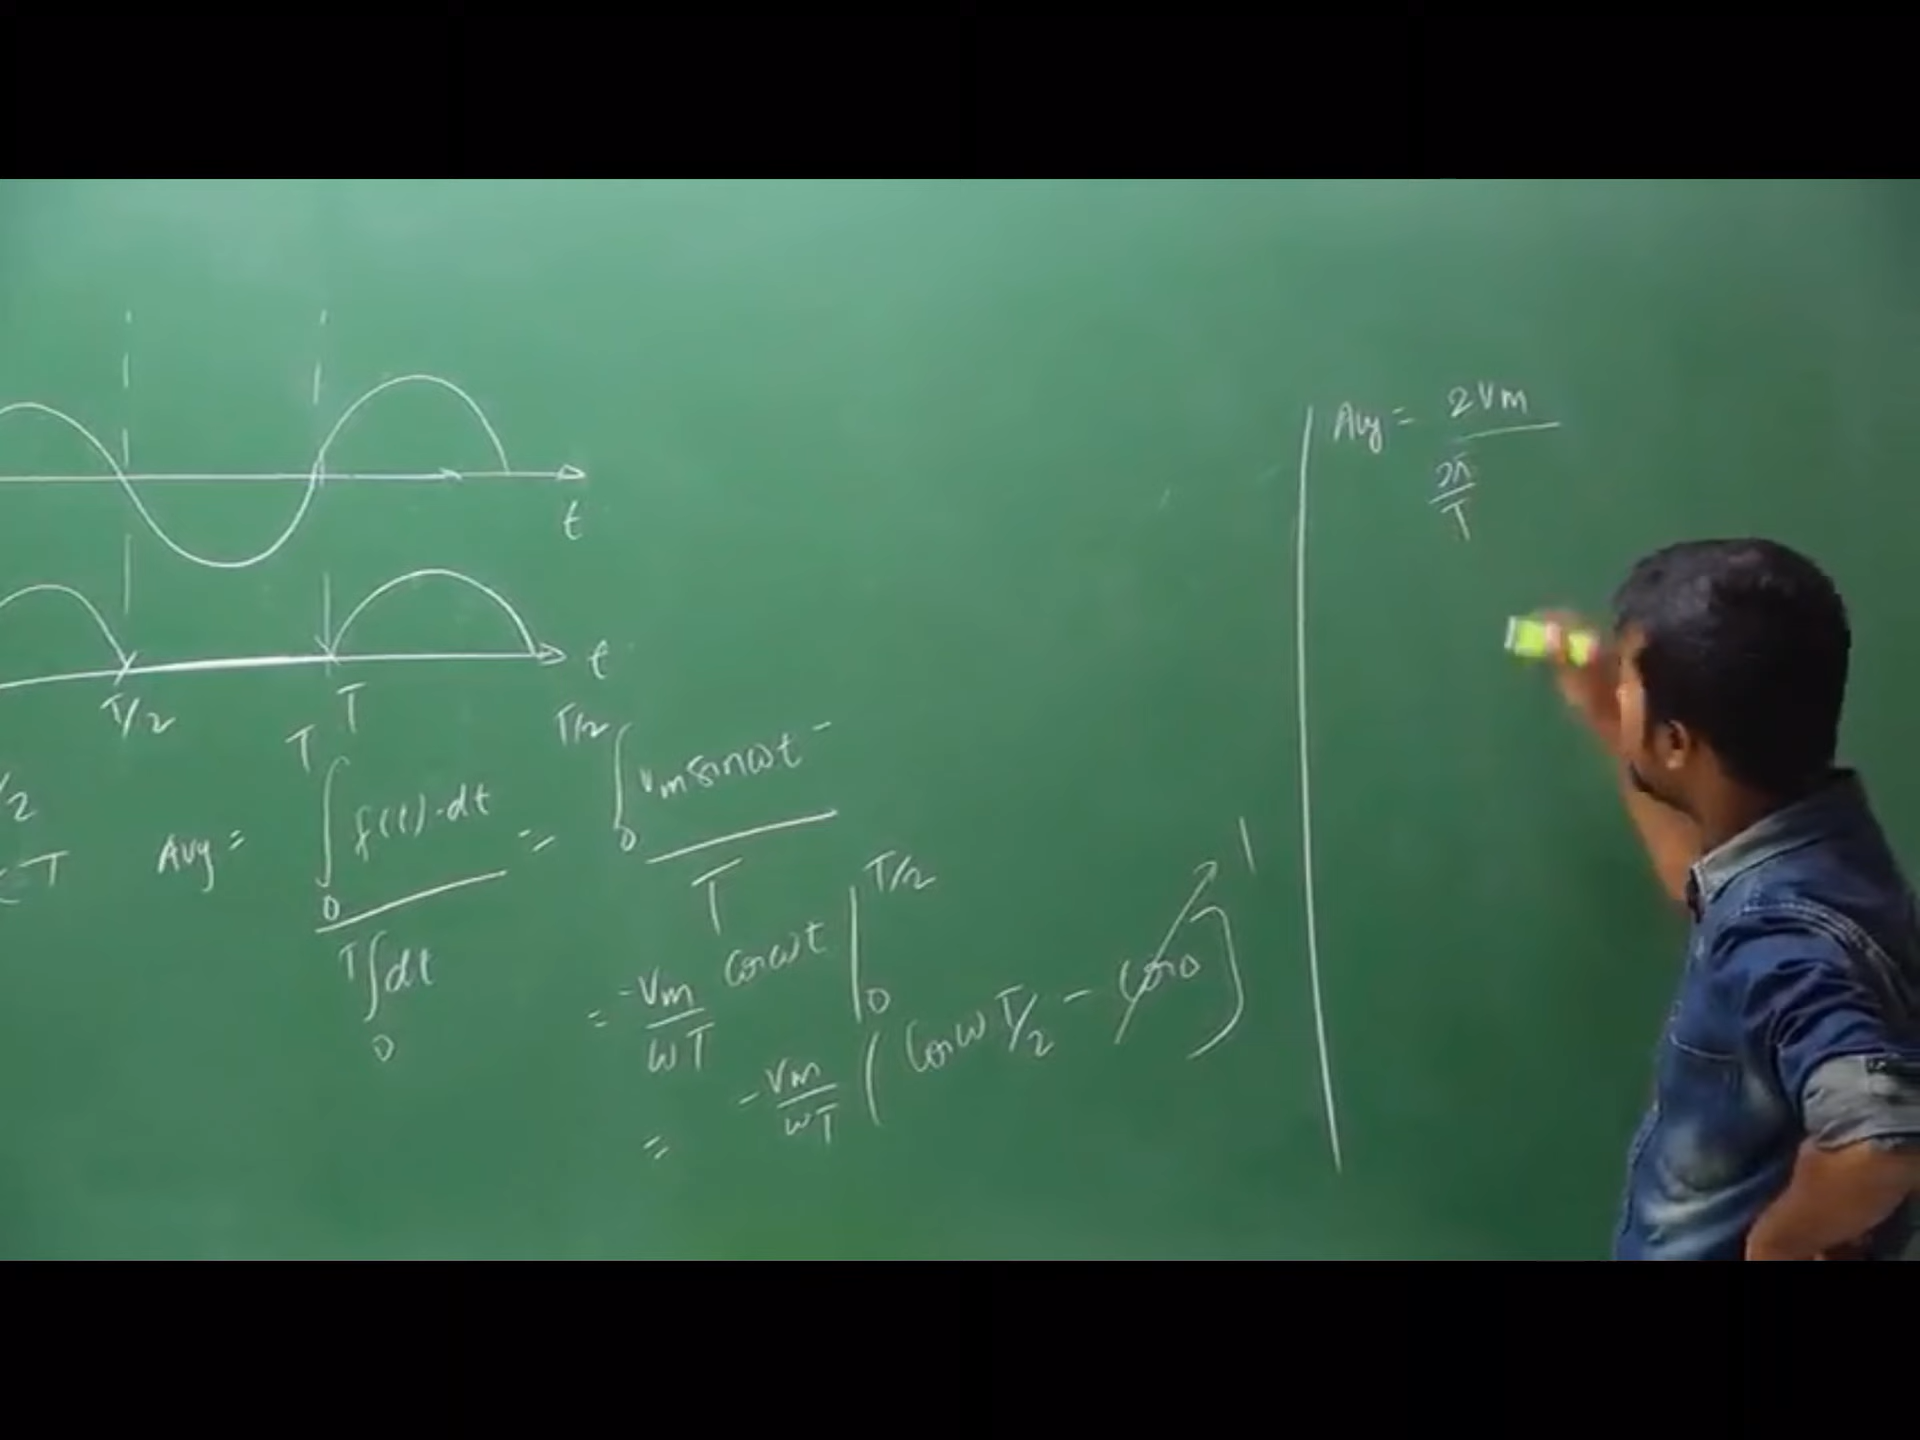 t
t
T/2
T
/2
T
Avg = T ∫ 0 f(t)·dt / T ∫ 0 dt = T/2 ∫ 0 Vm sinωt / T
= -Vm/ωT cosωt | T/2 0
= -Vm/ωT ( cosω T/2 - cos0 ) 1
Avg = 2Vm
2π/T